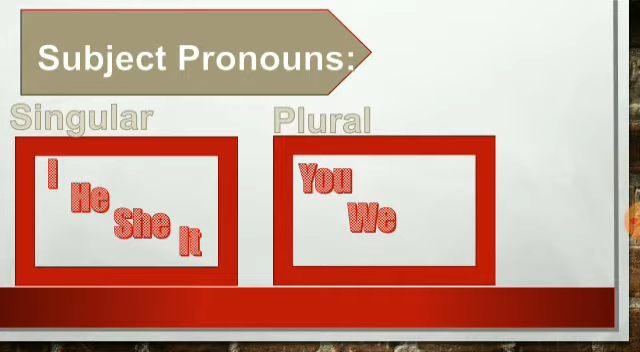 Subject Pronouns:
Singular
Plural
I
He
She
It
You
We